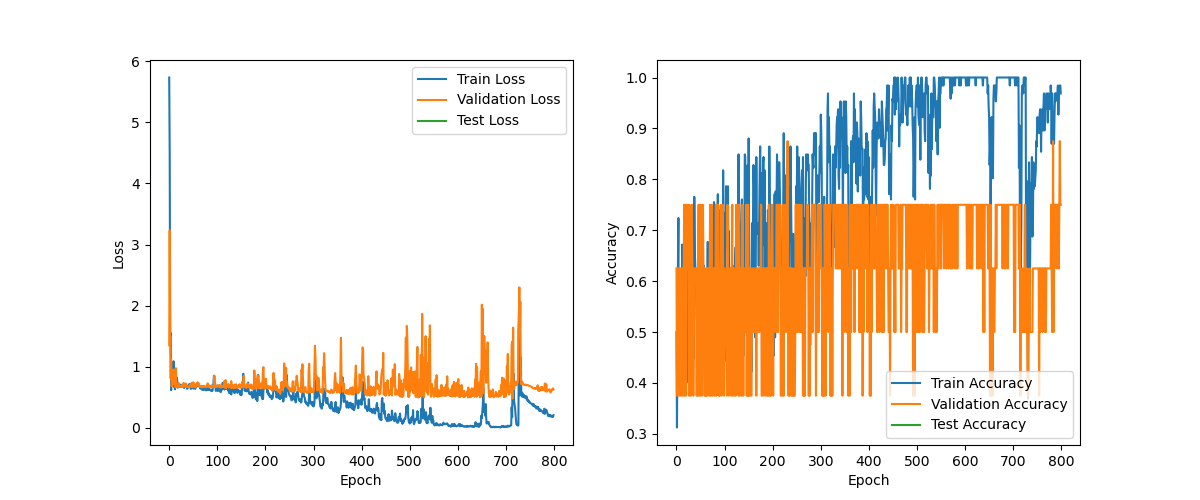 Loss
6
5
4
3
2
1
0
0 100 200 300 400 500 600 700 800
Epoch
Train Loss
Validation Loss
Test Loss
Accuracy
1.0
0.9
0.8
0.7
0.6
0.5
0.4
0.3
0 100 200 300 400 500 600 700 800
Epoch
Train Accuracy
Validation Accuracy
Test Accuracy